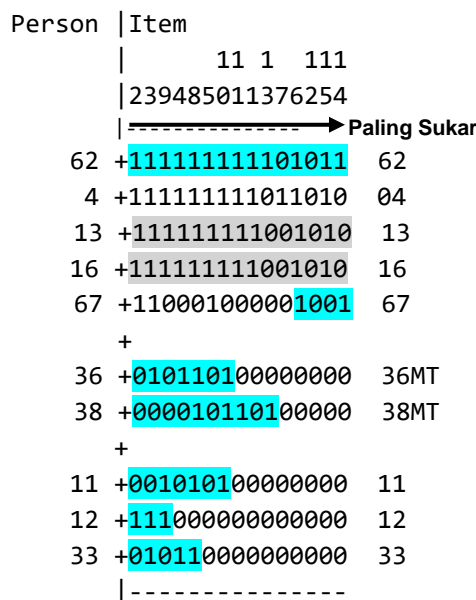 Person |Item
| 11 1 111
|239485011376254
|--------------- Paling Sukar
62 +111111111101011 62
4 +111111111011010 04
13 +111111111001010 13
16 +111111111001010 16
67 +110001000001001 67
+
36 +010110100000000 36MT
38 +000010110100000 38MT
+
11 +001010100000000 11
12 +111000000000000 12
33 +010110000000000 33
|---------------